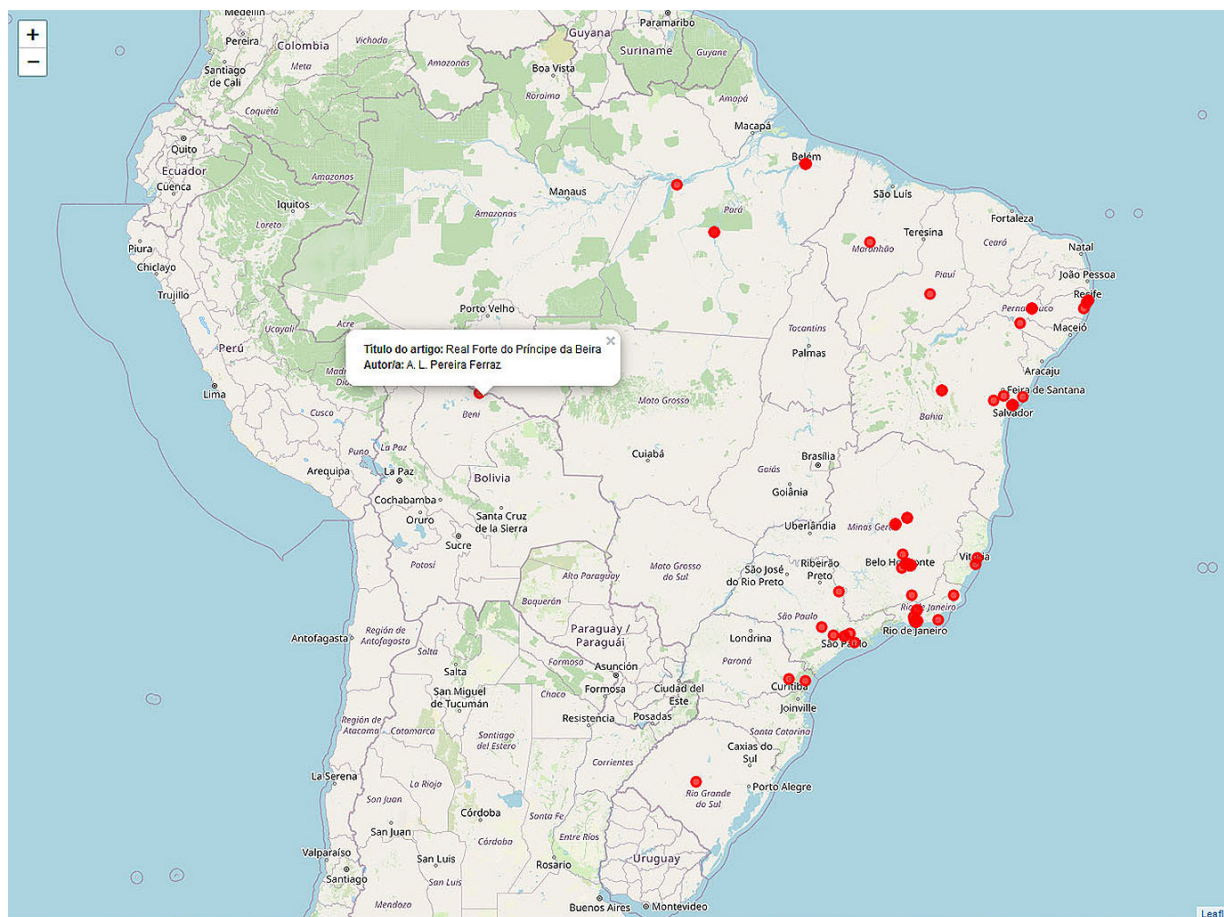 +
−
Medellín
Pereira
Colombia
Vichada
Meta
Santiago
de Cali
Caquetá
Quito
Ecuador
Cuenca
Amazonas
Iquitos
Loreto
Piura
Chiclayo
Trujillo
Ucayali
Perú
Lima
Cusco
Puno
Arequipa
Guyana
Paramaribo
Suriname
Guyane
Amazonas
Boa Vista
Roraima
Amapá
Macapá
Belém
Manaus
Amazonas
Pará
São Luís
Fortaleza
Teresina
Ceará
Maranhão
Natal
Piauí
João Pessoa
Recife
Pernambuco
Maceió
Porto Velho
Acre
Tocantins
Palmas
Aracaju
Feira de Santana
Salvador
Bahia
Título do artigo: Real Forte do Príncipe da Beira
Autor/a: A. L. Pereira Ferraz
×
Beni
Mato Grosso
La Paz
La Paz
Bolivia
Cochabamba
Oruro
Santa Cruz
de la Sierra
Sucre
Potosí
Cuiabá
Brasília
Goiás
Goiânia
Uberlândia
Minas Gerais
Belo Horizonte
Vitória
Mato Grosso
do Sul
São José
do Rio Preto
Ribeirão
Preto
São Paulo
Rio de Janeiro
Rio de Janeiro
São Paulo
Londrina
Paraná
Curitiba
Joinville
Santa Catarina
Alto Paraguay
Boquerón
Paraguay /
Paraguái
Asunción
Antofagasta
Región de
Antofagasta
Salta
Salta
Formosa
Formosa
Chaco
Ciudad del
Este
San Miguel
de Tucumán
Resistencia
Posadas
Región de
Atacama
Catamarca
Santiago
del Estero
Corrientes
Caxias do
Sul
Rio Grande
do Sul
Porto Alegre
La Serena
La Rioja
San Juan
San Juan
Córdoba
Córdoba
Santa Fe
Entre Ríos
Uruguay
Valparaíso
Santiago
San Luis
San Luis
Rosario
Mendoza
Buenos Aires
Montevideo
Leafl